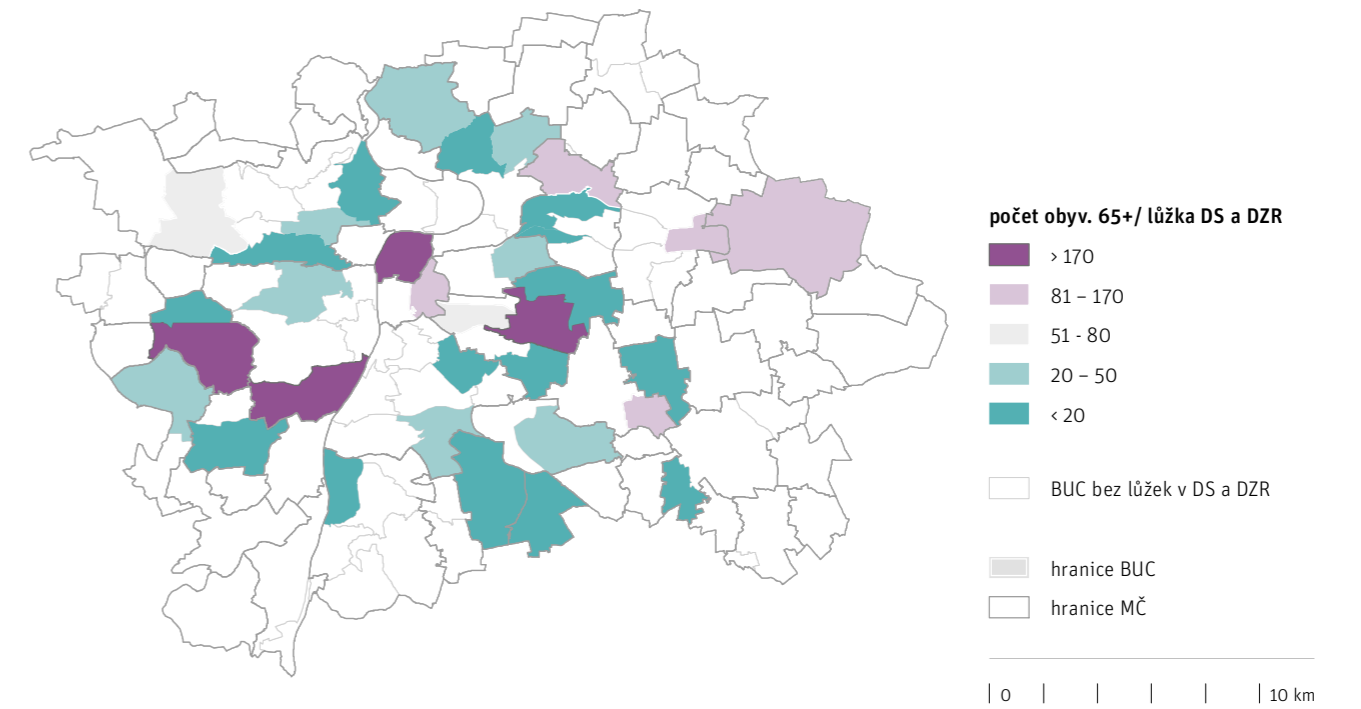 počet obyv. 65+/ lůžka DS a DZR
> 170
81 – 170
51 - 80
20 – 50
< 20
BUC bez lůžek v DS a DZR
hranice BUC
hranice MČ
0 10 km